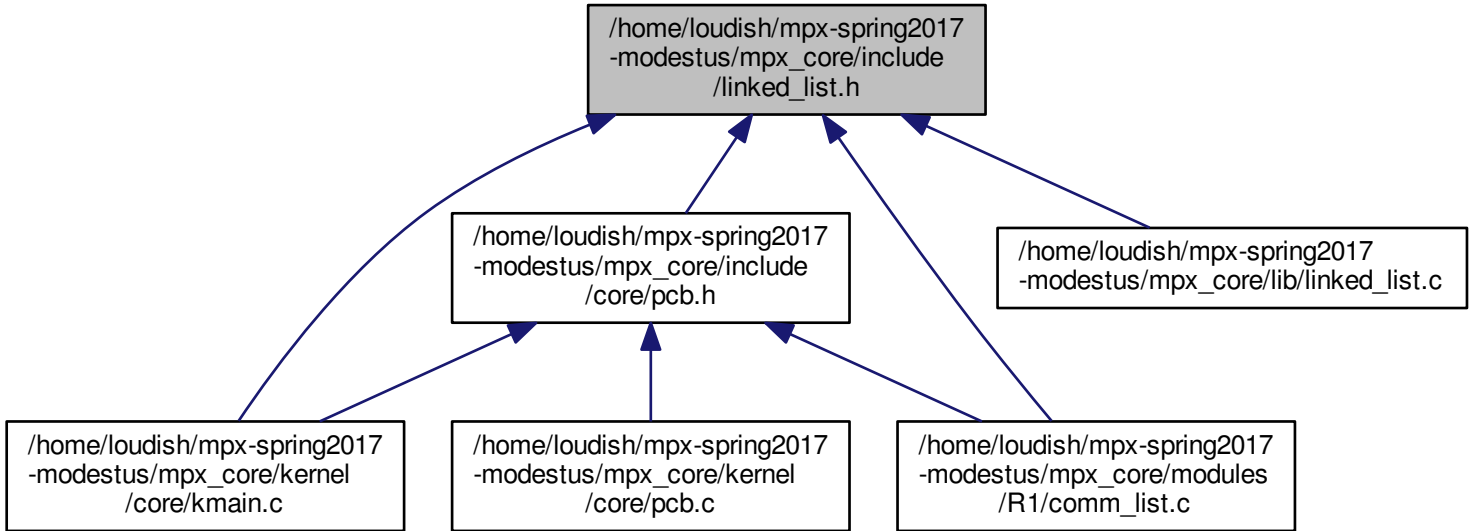 /home/loudish/mpx-spring2017
-modestus/mpx_core/include
/linked_list.h
/home/loudish/mpx-spring2017
-modestus/mpx_core/include
/core/pcb.h
/home/loudish/mpx-spring2017
-modestus/mpx_core/lib/linked_list.c
/home/loudish/mpx-spring2017
-modestus/mpx_core/kernel
/core/kmain.c
/home/loudish/mpx-spring2017
-modestus/mpx_core/kernel
/core/pcb.c
/home/loudish/mpx-spring2017
-modestus/mpx_core/modules
/R1/comm_list.c